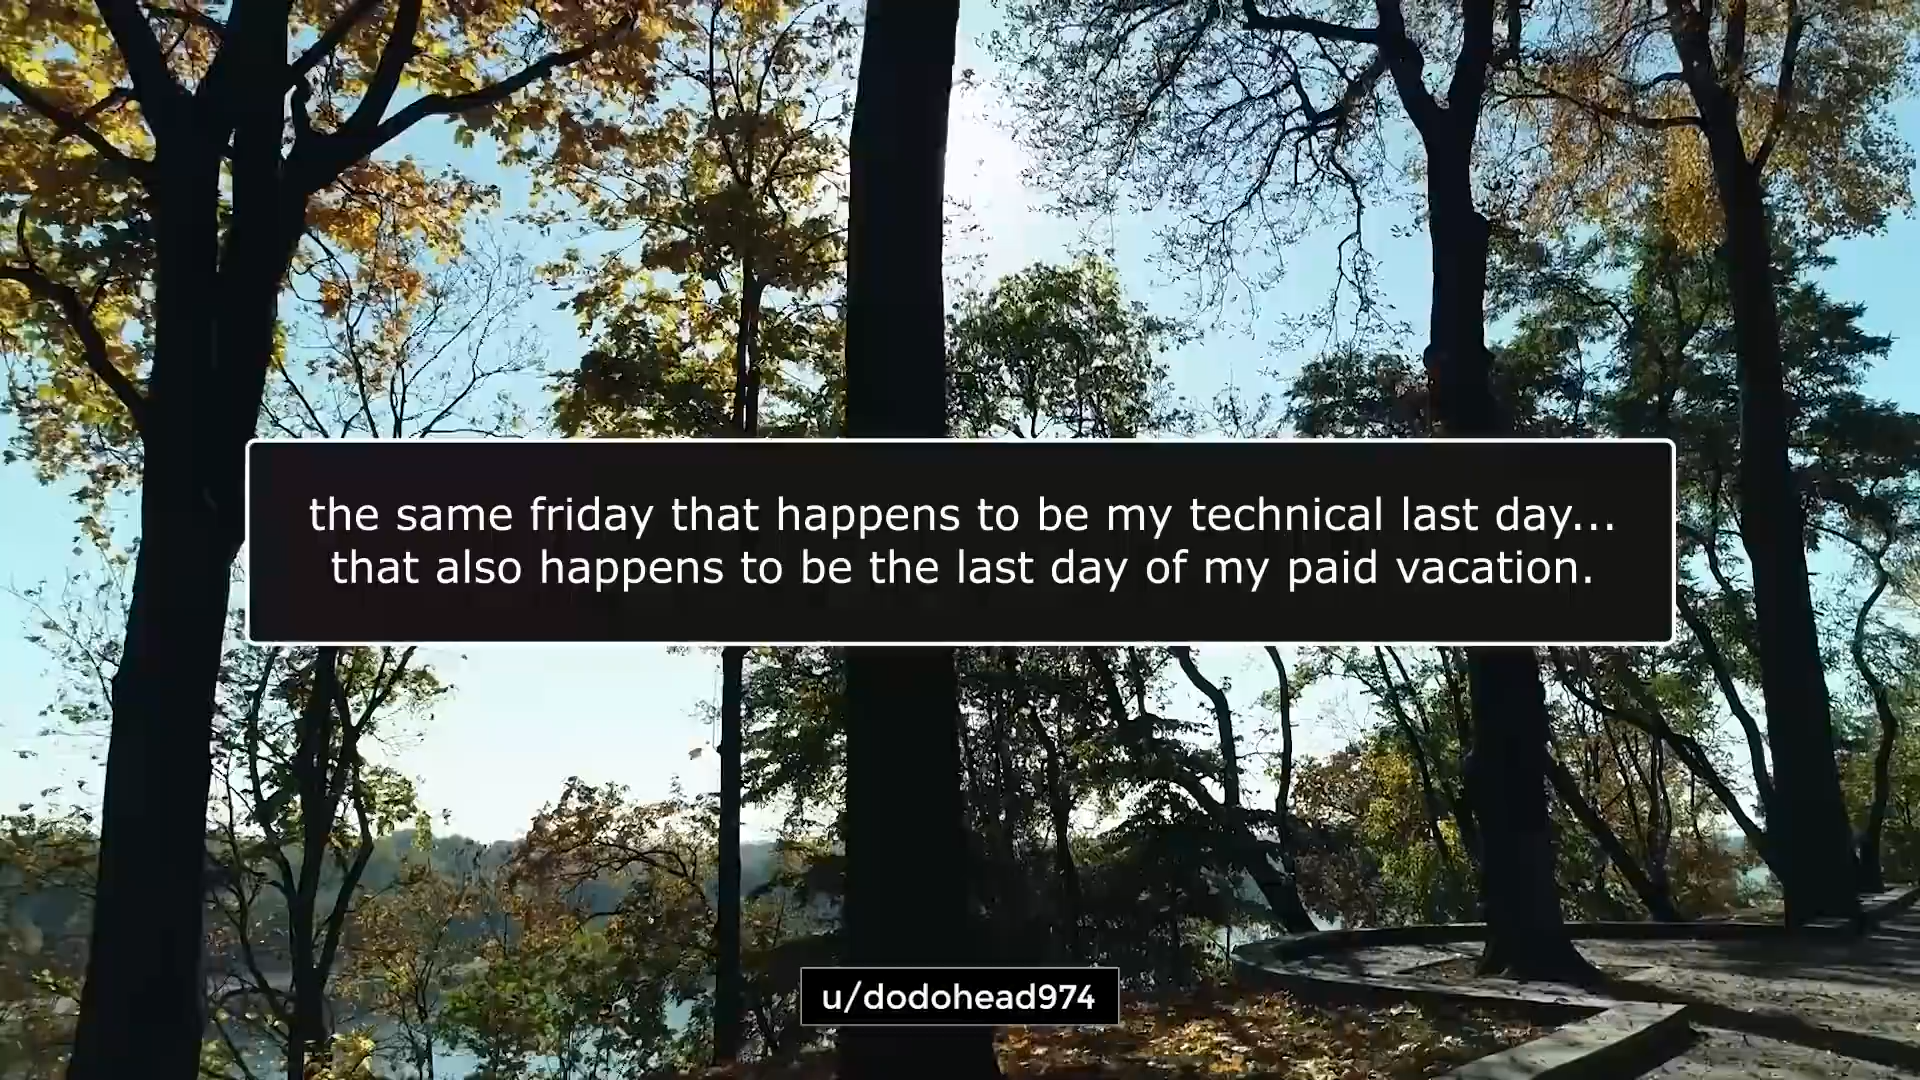 the same friday that happens to be my technical last day...
that also happens to be the last day of my paid vacation.
u/dodohead974